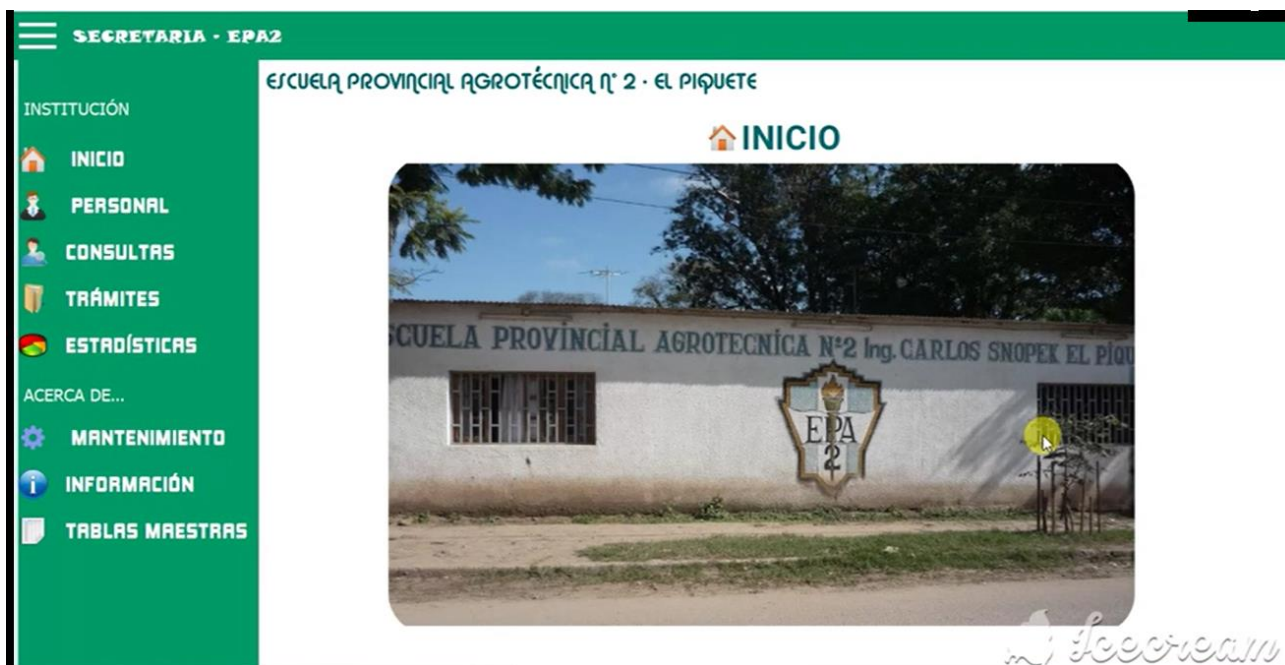 SECRETARIA - EPA2
ESCUELA PROVINCIAL AGROTÉCNICA N° 2 - EL PIQUETE
INSTITUCIÓN
INICIO
PERSONAL
CONSULTAS
TRÁMITES
ESTADÍSTICAS
ACERCA DE...
MANTENIMIENTO
INFORMACIÓN
TABLAS MAESTRAS
INICIO
SCUELA PROVINCIAL AGROTECNICA N°2 Ing. CARLOS SNOPEK EL PIQU
EPA
2
Icecream